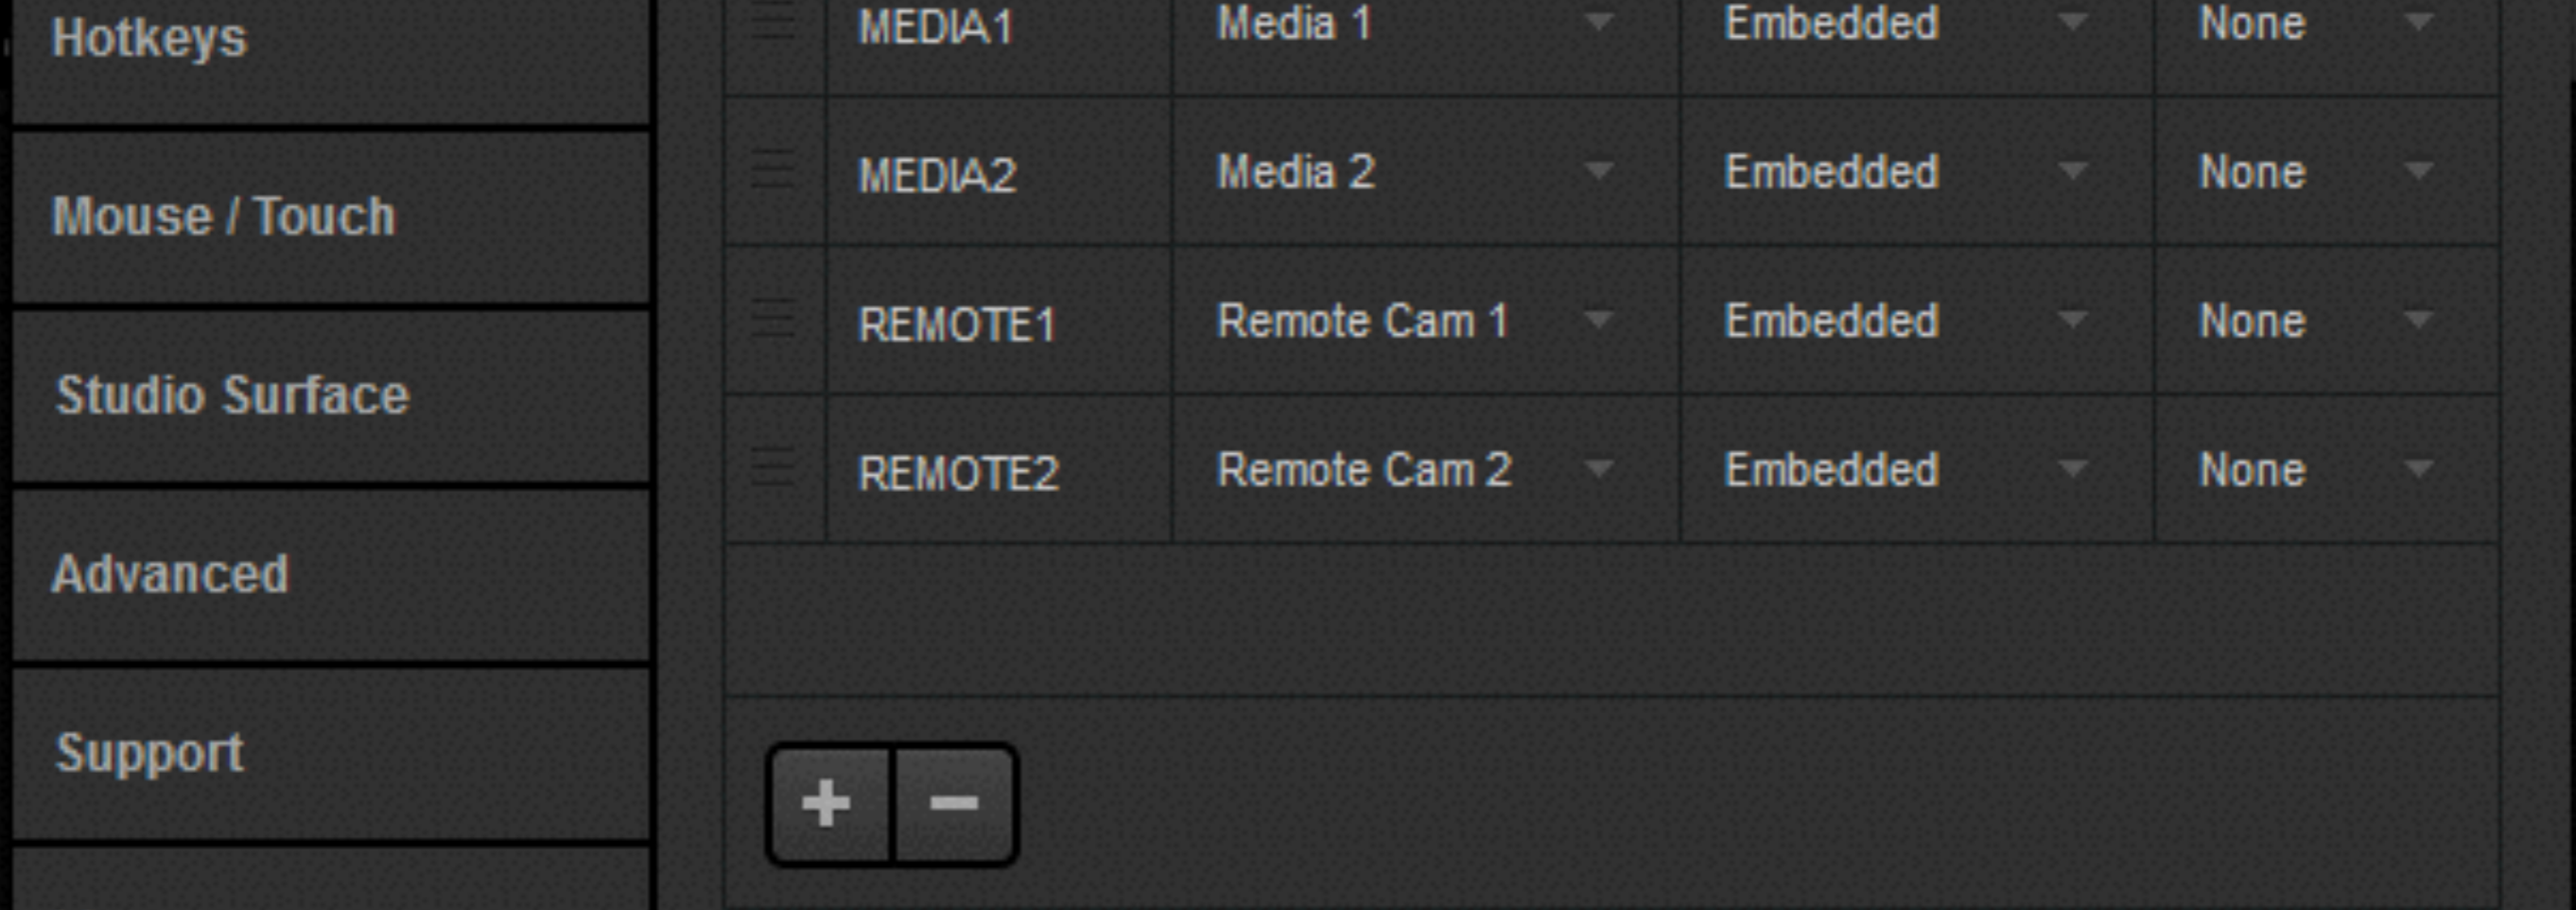 Hotkeys
Mouse / Touch
Studio Surface
Advanced
Support
MEDIA1 Media 1 Embedded None
MEDIA2 Media 2 Embedded None
REMOTE1 Remote Cam 1 Embedded None
REMOTE2 Remote Cam 2 Embedded None
+ −